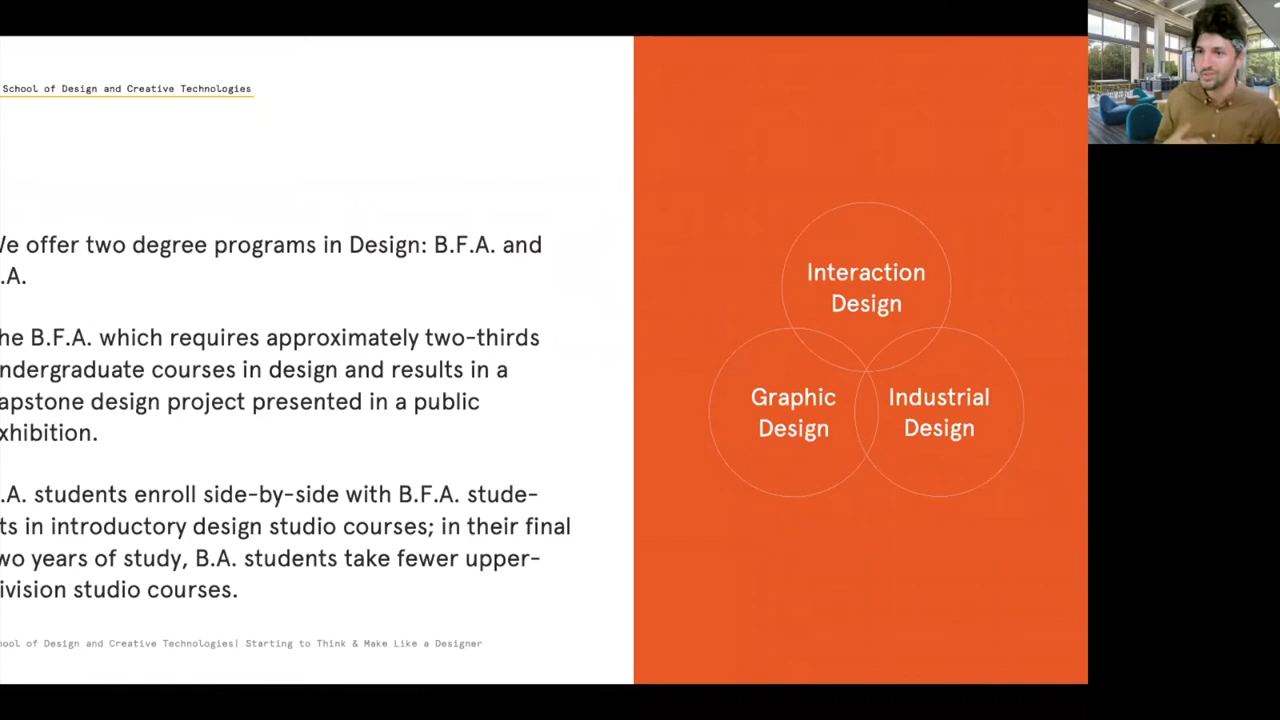 School of Design and Creative Technologies
e offer two degree programs in Design: B.F.A. and
.A.
he B.F.A. which requires approximately two-thirds
ndergraduate courses in design and results in a
apstone design project presented in a public
xhibition.
.A. students enroll side-by-side with B.F.A. stude-
ts in introductory design studio courses; in their final
wo years of study, B.A. students take fewer upper-
ivision studio courses.
ool of Design and Creative Technologies| Starting to Think & Make Like a Designer
Interaction
Design
Graphic
Design
Industrial
Design